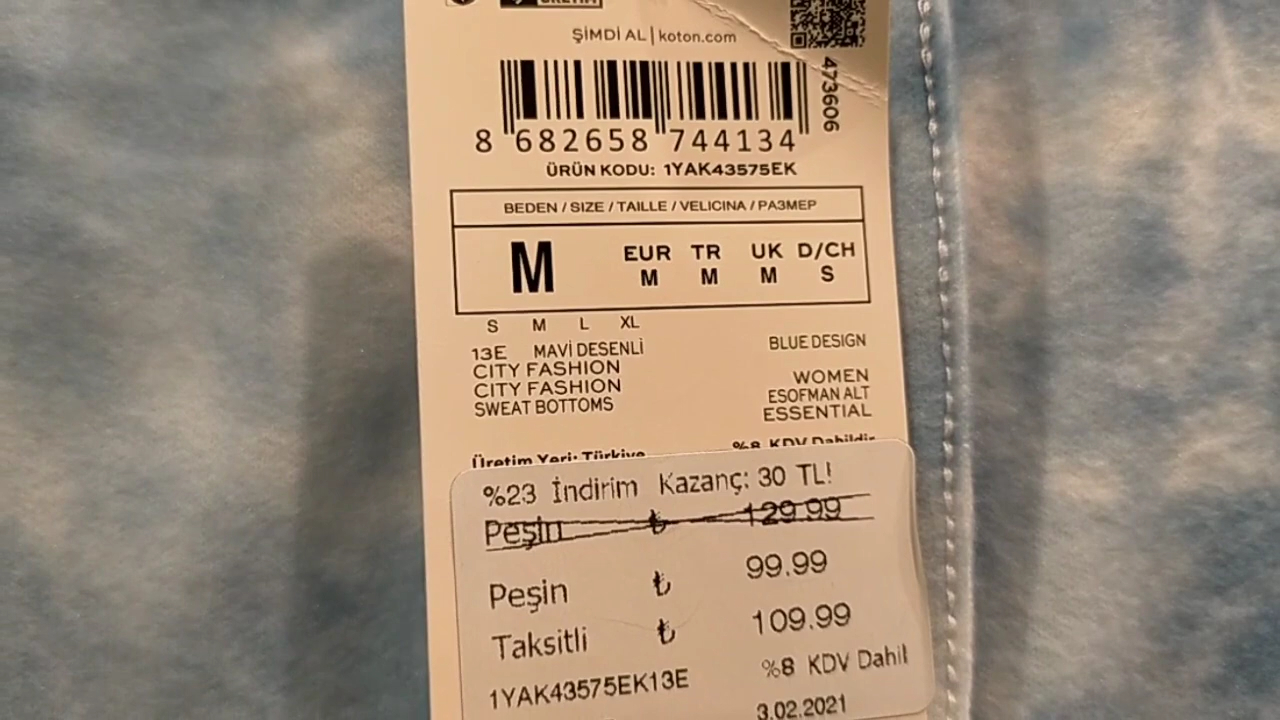 ÜRETİM
ŞİMDİ AL | koton.com
473606
8 682658 744134
ÜRÜN KODU: 1YAK43575EK
BEDEN / SIZE / TAILLE / VELICINA / РАЗМЕР
M EUR TR UK D/CH
M M M S
S M L XL
13E MAVİ DESENLİ BLUE DESIGN
CITY FASHION
CITY FASHION WOMEN
SWEAT BOTTOMS ESOFMAN ALT
ESSENTIAL
Üretim Yeri: Türkiye %8 KDV Dahildir
%23 İndirim Kazanç: 30 TL!
Peşin ₺ 129.99
Peşin ₺ 99.99
Taksitli ₺ 109.99
1YAK43575EK13E %8 KDV Dahil
3.02.2021